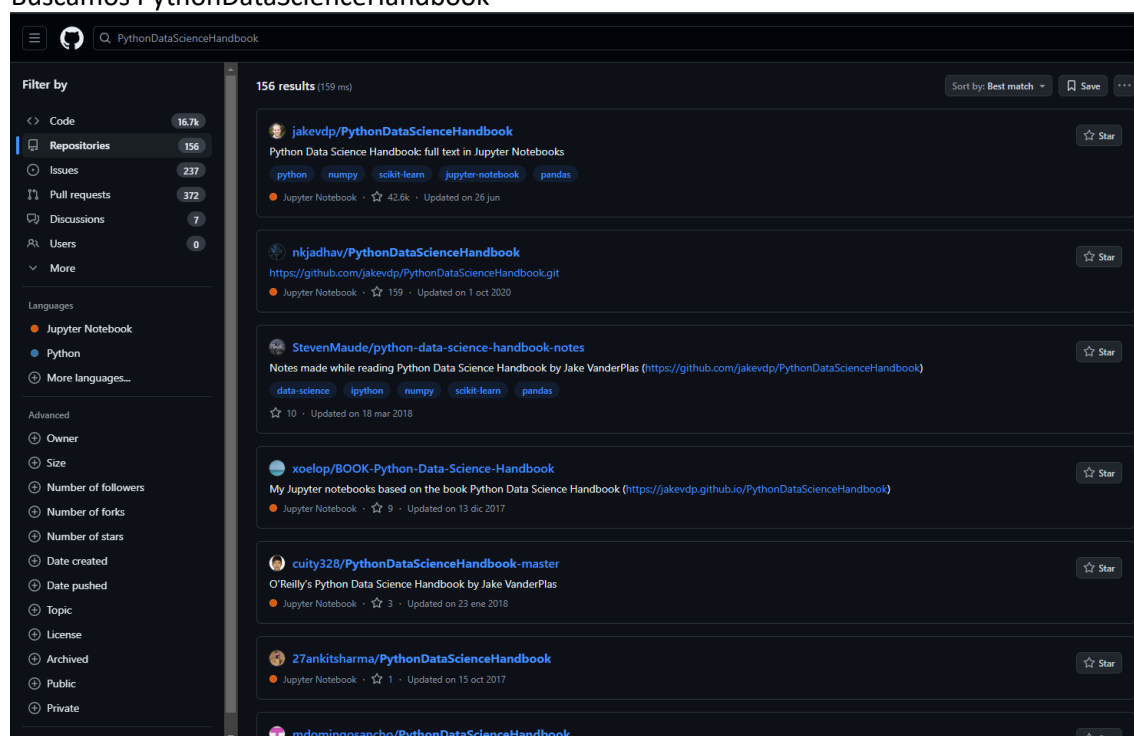 Buscamos PythonDataScienceHandbook
PythonDataScienceHandbook
Filter by
Code 16.7k
Repositories 156
Issues 237
Pull requests 372
Discussions 7
Users 0
More
Languages
Jupyter Notebook
Python
More languages...
Advanced
Owner
Size
Number of followers
Number of forks
Number of stars
Date created
Date pushed
Topic
License
Archived
Public
Private
156 results (159 ms)
Sort by: Best match
Save
jakevdp/PythonDataScienceHandbook
Star
Python Data Science Handbook: full text in Jupyter Notebooks
python numpy scikit-learn jupyter-notebook pandas
Jupyter Notebook · 42.6k · Updated on 26 jun
nkjadhav/PythonDataScienceHandbook
Star
https://github.com/jakevdp/PythonDataScienceHandbook.git
Jupyter Notebook · 159 · Updated on 1 oct 2020
StevenMaude/python-data-science-handbook-notes
Star
Notes made while reading Python Data Science Handbook by Jake VanderPlas (https://github.com/jakevdp/PythonDataScienceHandbook)
data-science ipython numpy scikit-learn pandas
10 · Updated on 18 mar 2018
xoelop/BOOK-Python-Data-Science-Handbook
Star
My Jupyter notebooks based on the book Python Data Science Handbook (https://jakevdp.github.io/PythonDataScienceHandbook)
Jupyter Notebook · 9 · Updated on 13 dic 2017
cuity328/PythonDataScienceHandbook-master
Star
O'Reilly's Python Data Science Handbook by Jake VanderPlas
Jupyter Notebook · 3 · Updated on 23 ene 2018
27ankitsharma/PythonDataScienceHandbook
Star
Jupyter Notebook · 1 · Updated on 15 oct 2017
mdomingosancho/PythonDataScienceHandbook